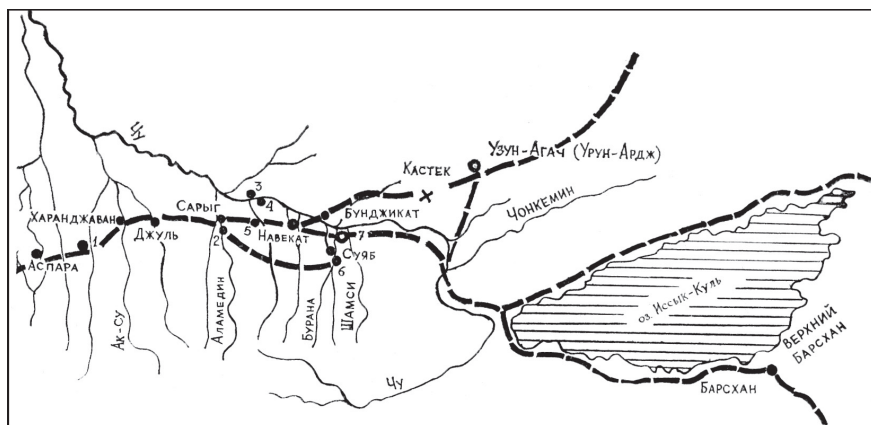 Узун-Агач (Урун-Ардж)
Кастек
Чонкемин
3
4
Сарыг
Бунджикат
Харанджаван
Джуль
5
Навекат
7
Суяб
2
6
1
Аспара
Ак-Су
Аламедин
Бурана
Шамси
оз. Иссык-Куль
Верхний
Барсхан
Барсхан
Чу